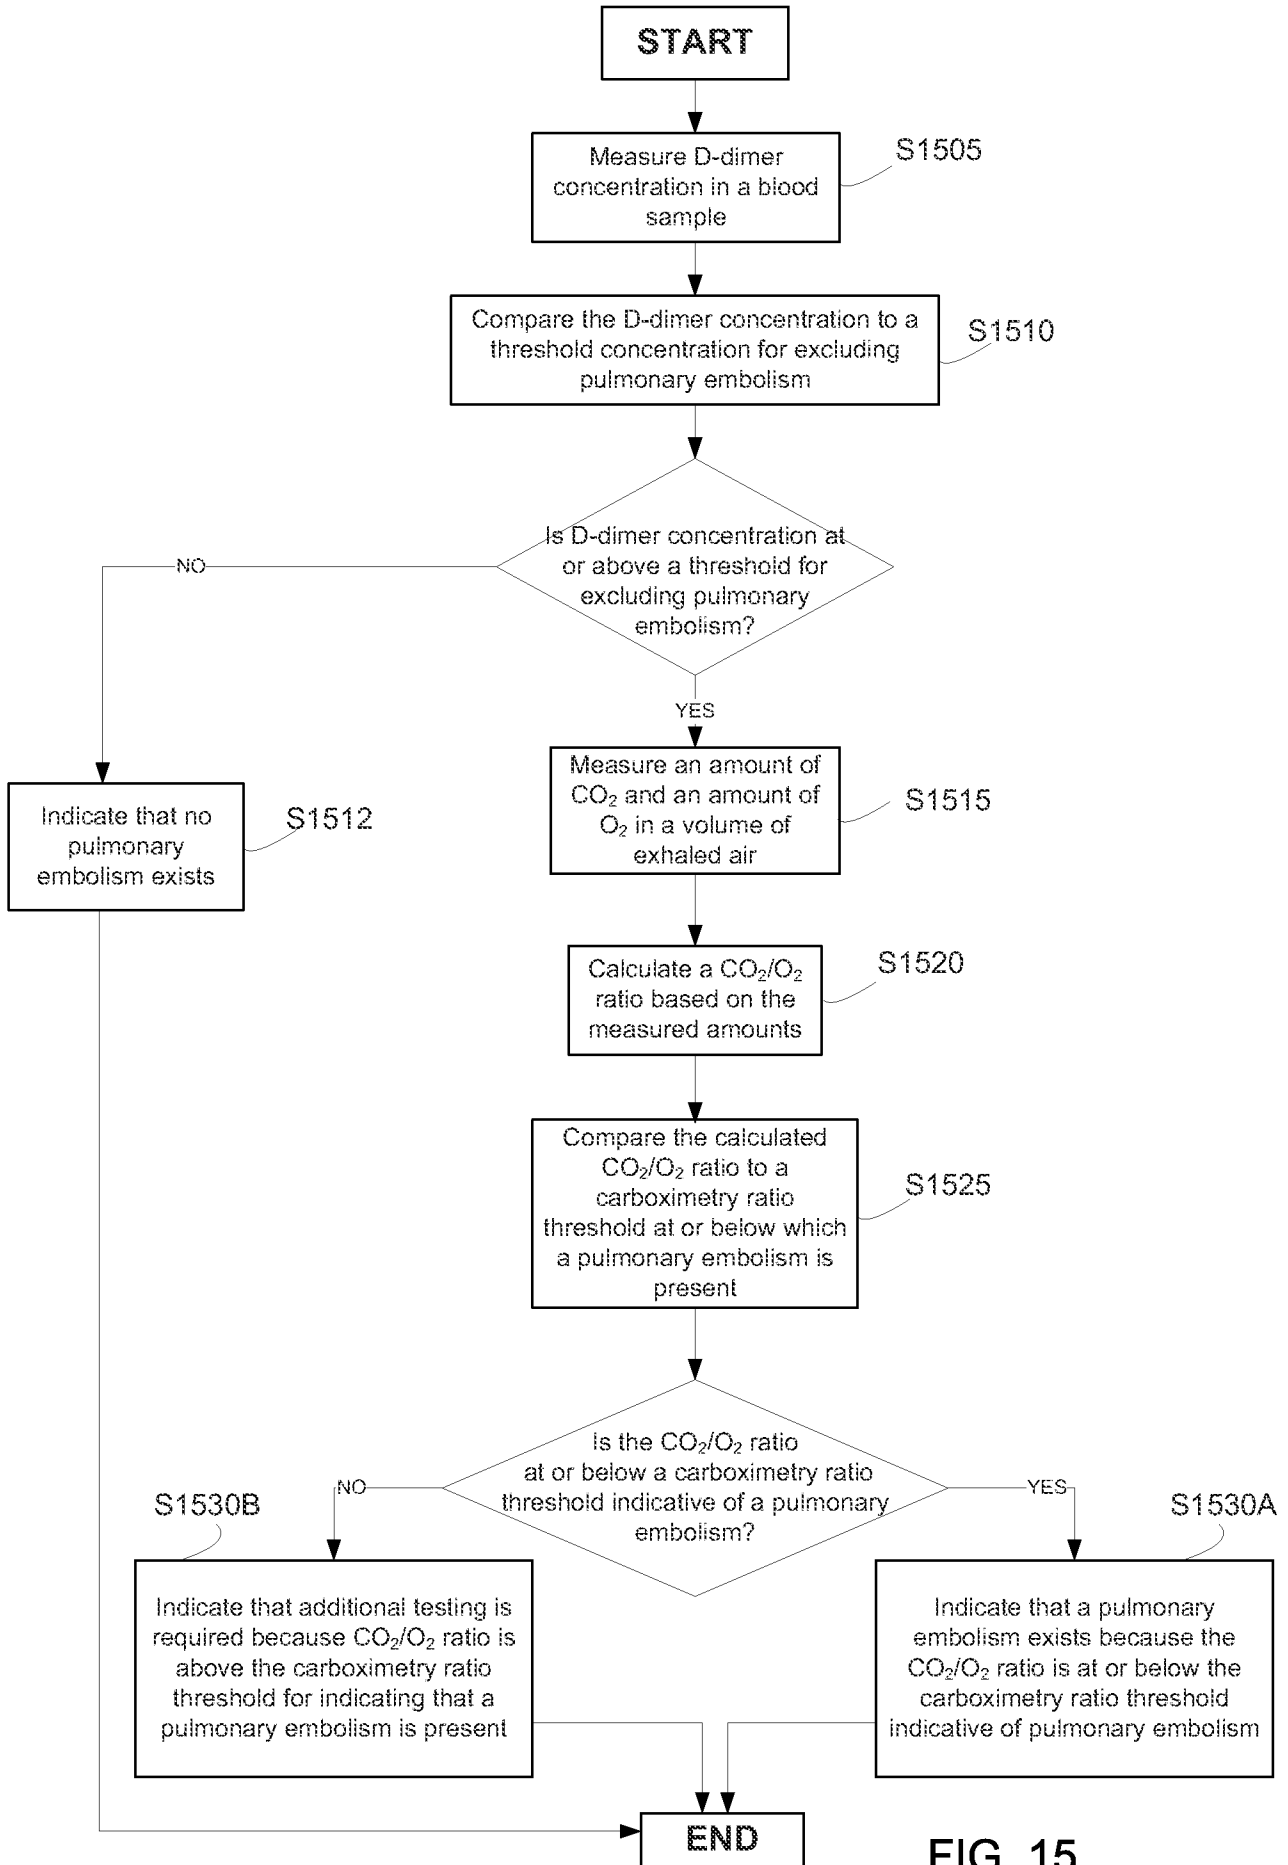 START
Measure D-dimer
concentration in a blood
sample
S1505
Compare the D-dimer concentration to a
threshold concentration for excluding
pulmonary embolism
S1510
Is D-dimer concentration at
or above a threshold for
excluding pulmonary
embolism?
NO
YES
Indicate that no
pulmonary
embolism exists
S1512
Measure an amount of
CO₂ and an amount of
O₂ in a volume of
exhaled air
S1515
Calculate a CO₂/O₂
ratio based on the
measured amounts
S1520
Compare the calculated
CO₂/O₂ ratio to a
carboximetry ratio
threshold at or below which
a pulmonary embolism is
present
S1525
Is the CO₂/O₂ ratio
at or below a carboximetry ratio
threshold indicative of a pulmonary
embolism?
NO
YES
S1530B
Indicate that additional testing is
required because CO₂/O₂ ratio is
above the carboximetry ratio
threshold for indicating that a
pulmonary embolism is present
S1530A
Indicate that a pulmonary
embolism exists because the
CO₂/O₂ ratio is at or below the
carboximetry ratio threshold
indicative of pulmonary embolism
END
FIG. 15